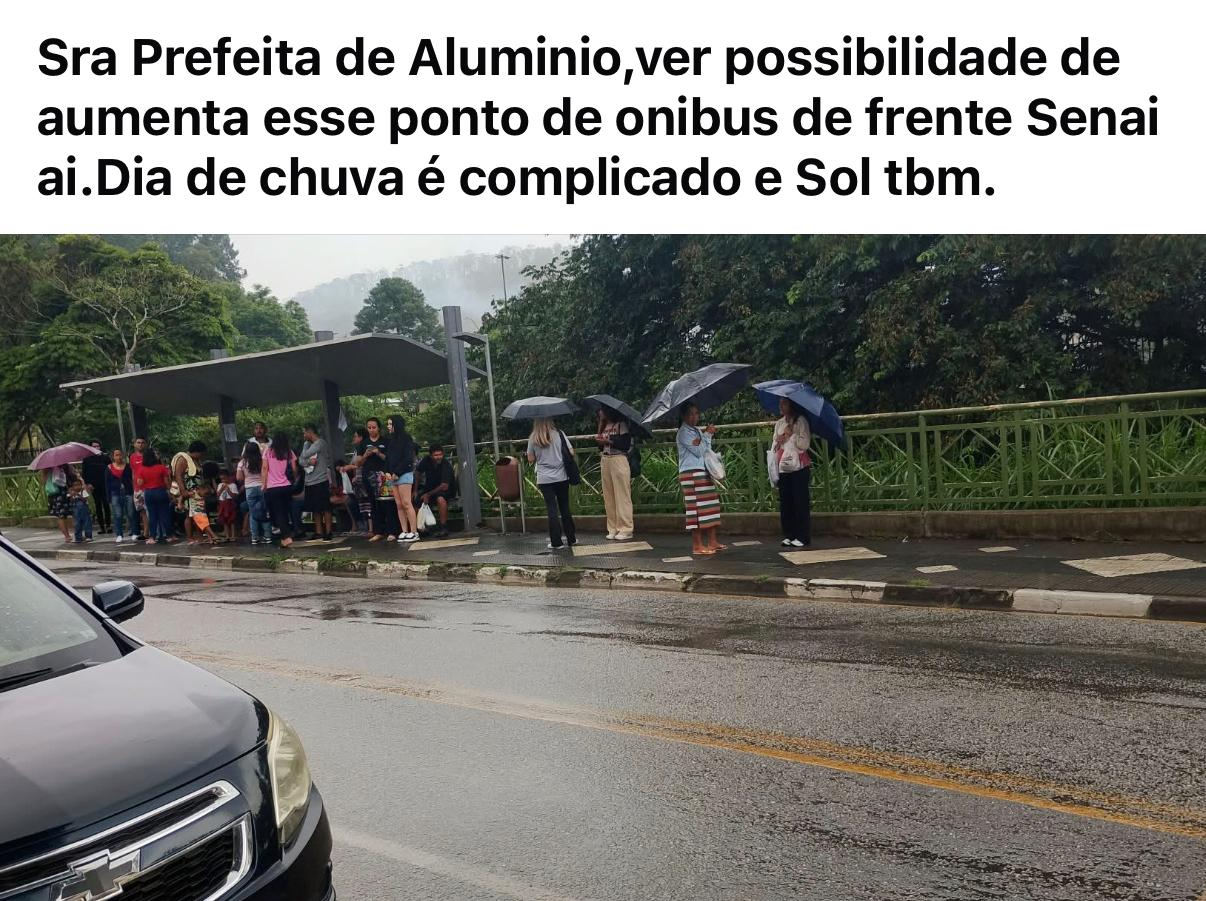 Sra Prefeita de Aluminio,ver possibilidade de
aumenta esse ponto de onibus de frente Senai
ai.Dia de chuva é complicado e Sol tbm.